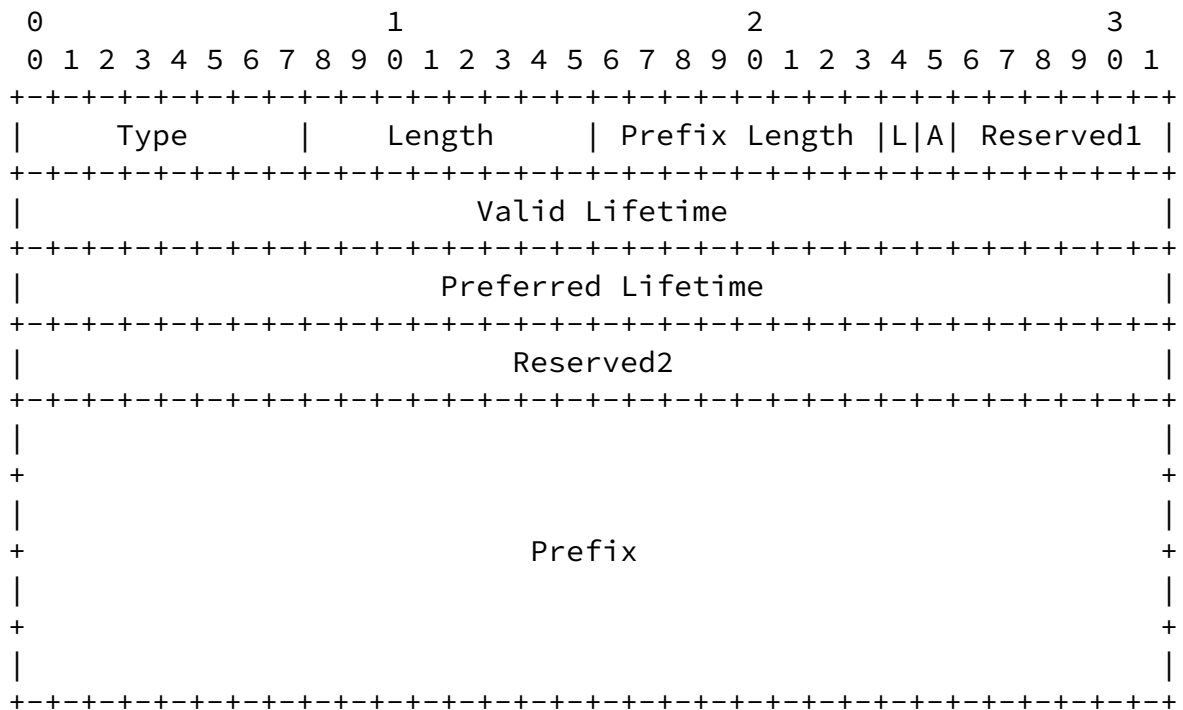 0                   1                   2                   3
 0 1 2 3 4 5 6 7 8 9 0 1 2 3 4 5 6 7 8 9 0 1 2 3 4 5 6 7 8 9 0 1
+-+-+-+-+-+-+-+-+-+-+-+-+-+-+-+-+-+-+-+-+-+-+-+-+-+-+-+-+-+-+-+-+
|     Type      |    Length     | Prefix Length |L|A| Reserved1 |
+-+-+-+-+-+-+-+-+-+-+-+-+-+-+-+-+-+-+-+-+-+-+-+-+-+-+-+-+-+-+-+-+
|                         Valid Lifetime                        |
+-+-+-+-+-+-+-+-+-+-+-+-+-+-+-+-+-+-+-+-+-+-+-+-+-+-+-+-+-+-+-+-+
|                       Preferred Lifetime                      |
+-+-+-+-+-+-+-+-+-+-+-+-+-+-+-+-+-+-+-+-+-+-+-+-+-+-+-+-+-+-+-+-+
|                           Reserved2                           |
+-+-+-+-+-+-+-+-+-+-+-+-+-+-+-+-+-+-+-+-+-+-+-+-+-+-+-+-+-+-+-+-+
|                                                               |
+                                                               +
|                                                               |
+                            Prefix                             +
|                                                               |
+                                                               +
|                                                               |
+-+-+-+-+-+-+-+-+-+-+-+-+-+-+-+-+-+-+-+-+-+-+-+-+-+-+-+-+-+-+-+-+